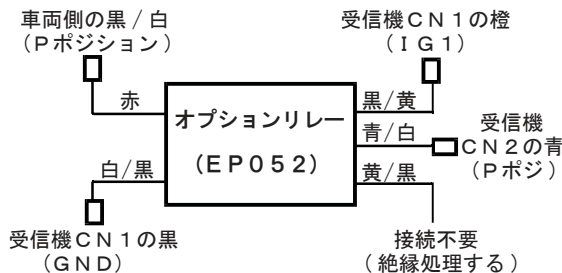 車両側の黒/白
(Pポジション)
赤
白/黒
受信機CN1の黒
(GND)
オプションリレー
(EP052)
受信機CN1の橙
(IG1)
黒/黄
青/白
黄/黒
受信機
CN2の青
(Pポジ)
接続不要
(絶縁処理する)